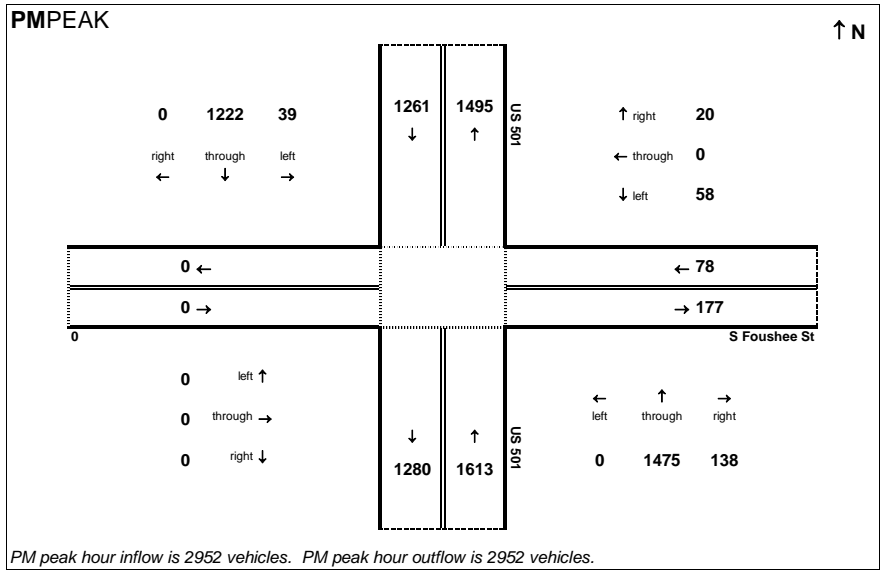 PMPEAK
↑ N
0 1222 39
right through left
← ↓ →
1261 1495
↓ ↑
US 501
↑ right 20
← through 0
↓ left 58
0 ←
← 78
0 →
→ 177
0
S Foushee St
0 left ↑
0 through →
0 right ↓
↓ ↑
1280 1613
US 501
← ↑ →
left through right
0 1475 138
PM peak hour inflow is 2952 vehicles. PM peak hour outflow is 2952 vehicles.